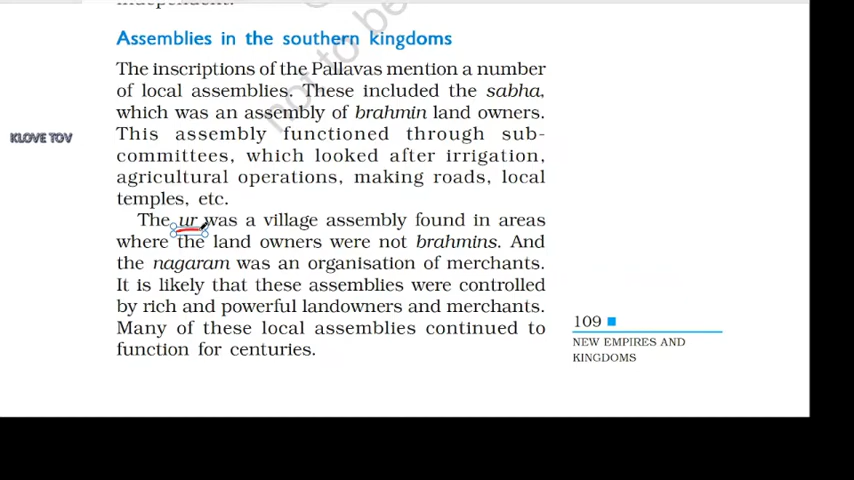 independent.
Assemblies in the southern kingdoms
The inscriptions of the Pallavas mention a number
of local assemblies. These included the sabha,
which was an assembly of brahmin land owners.
This assembly functioned through sub-
committees, which looked after irrigation,
agricultural operations, making roads, local
temples, etc.
The ur was a village assembly found in areas
where the land owners were not brahmins. And
the nagaram was an organisation of merchants.
It is likely that these assemblies were controlled
by rich and powerful landowners and merchants.
Many of these local assemblies continued to
function for centuries.
KLOVE TOV
not to be
109
NEW EMPIRES AND
KINGDOMS